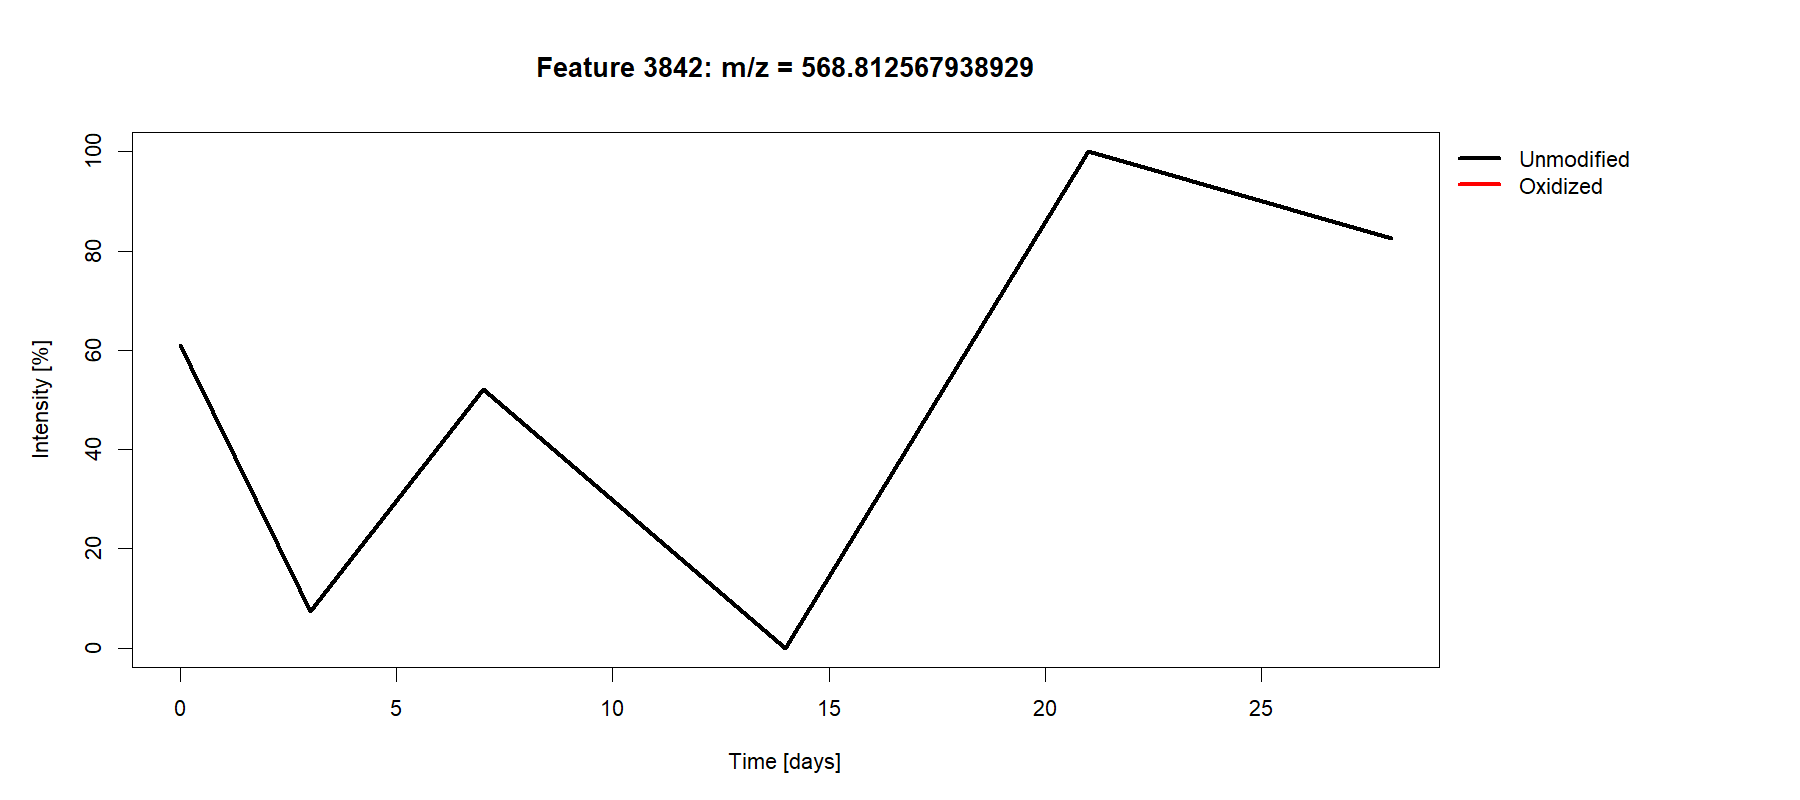 Feature 3842: m/z = 568.812567938929
Unmodified
Oxidized
Intensity [%]
100
80
60
40
20
0
0 5 10 15 20 25
Time [days]